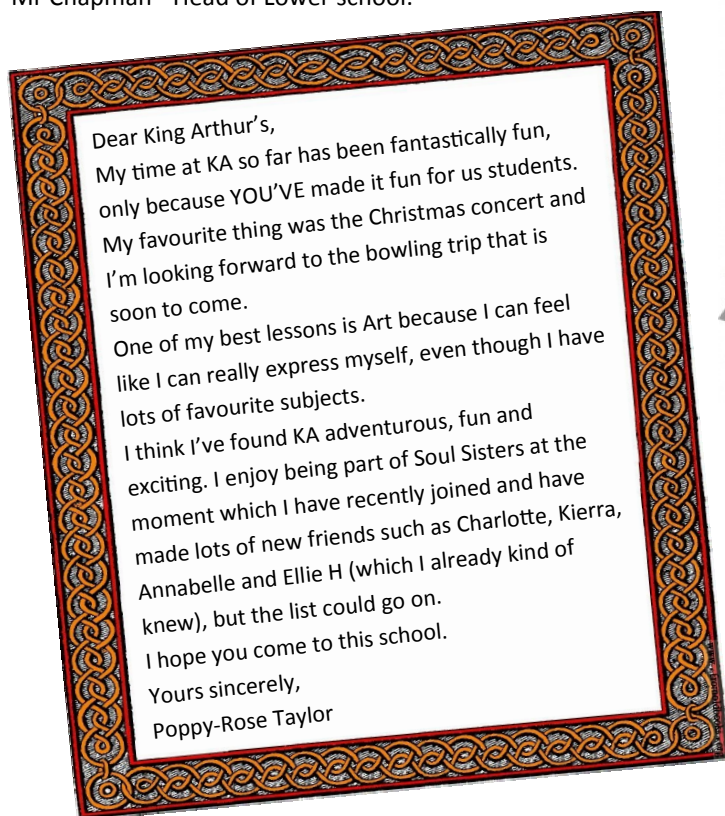 Mr Chapman - Head of Lower school.
Dear King Arthur’s,
My time at KA so far has been fantastically fun,
only because YOU’VE made it fun for us students.
My favourite thing was the Christmas concert and
I’m looking forward to the bowling trip that is
soon to come.
One of my best lessons is Art because I can feel
like I can really express myself, even though I have
lots of favourite subjects.
I think I’ve found KA adventurous, fun and
exciting. I enjoy being part of Soul Sisters at the
moment which I have recently joined and have
made lots of new friends such as Charlotte, Kierra,
Annabelle and Ellie H (which I already kind of
knew), but the list could go on.
I hope you come to this school.
Yours sincerely,
Poppy-Rose Taylor